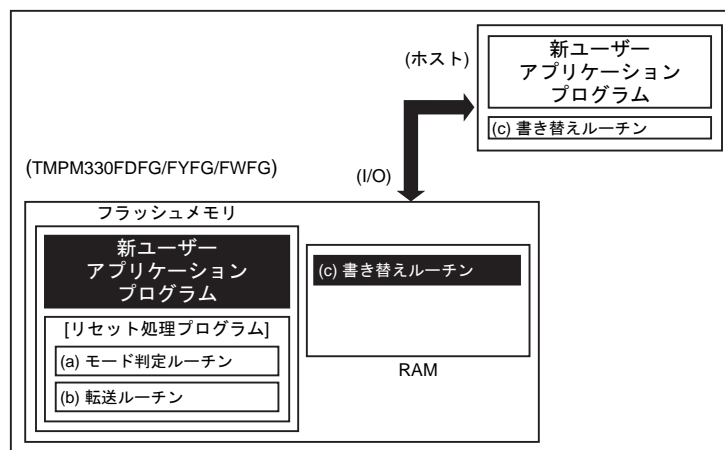 (ホスト)
新ユーザー
アプリケーション
プログラム
(c) 書き替えルーチン
(TMPM330FDFG/FYFG/FWFG)
(I/O)
フラッシュメモリ
新ユーザー
アプリケーション
プログラム
[リセット処理プログラム]
(a) モード判定ルーチン
(b) 転送ルーチン
(c) 書き替えルーチン
RAM